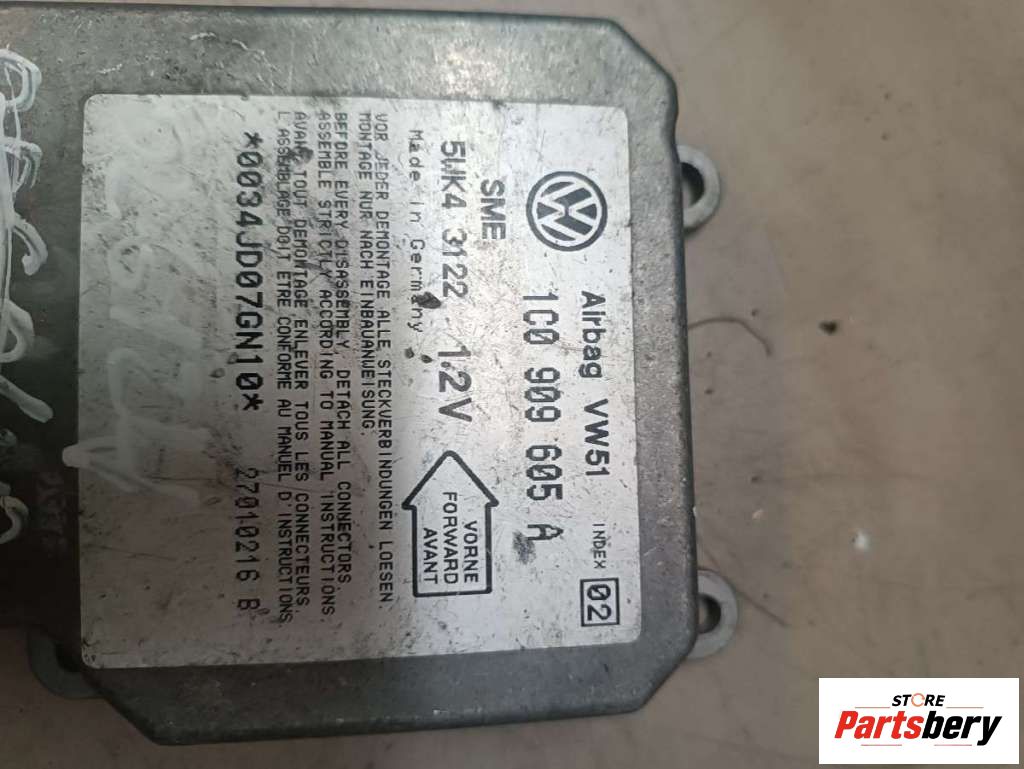 Airbag VW51 INDEX 02
1C0 909 605 A
SME
5WK4 3122 1.2V
Made in Germany
VORNE
FORWARD
AVANT
VOR JEDER DEMONTAGE ALLE STECKVERBINDUNGEN LOESEN.
MONTAGE NUR NACH EINBAUANWEISUNG.
BEFORE EVERY DISASSEMBLY, DETACH ALL CONNECTORS.
ASSEMBLE STRICTLY ACCORDING TO MANUAL INSTRUCTIONS.
AVANT TOUT DEMONTAGE ENLEVER TOUS LES CONNECTEURS.
L'ASSEMBLAGE DOIT ETRE CONFORME AU MANUEL D'INSTRUCTIONS
*0034JD07GN10* 27010216 B
STORE
Partsbery